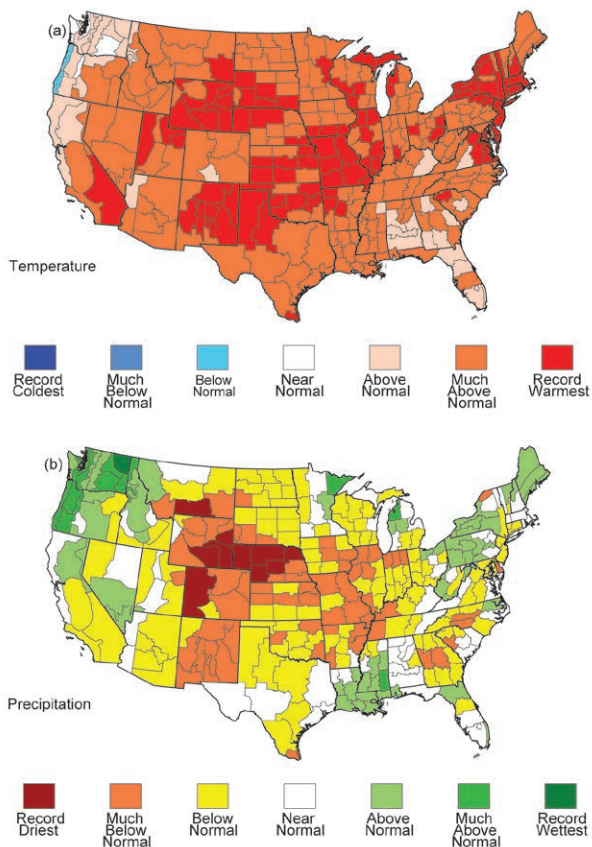 (a)
Temperature
Record Coldest
Much Below Normal
Below Normal
Near Normal
Above Normal
Much Above Normal
Record Warmest
(b)
Precipitation
Record Driest
Much Below Normal
Below Normal
Near Normal
Above Normal
Much Above Normal
Record Wettest